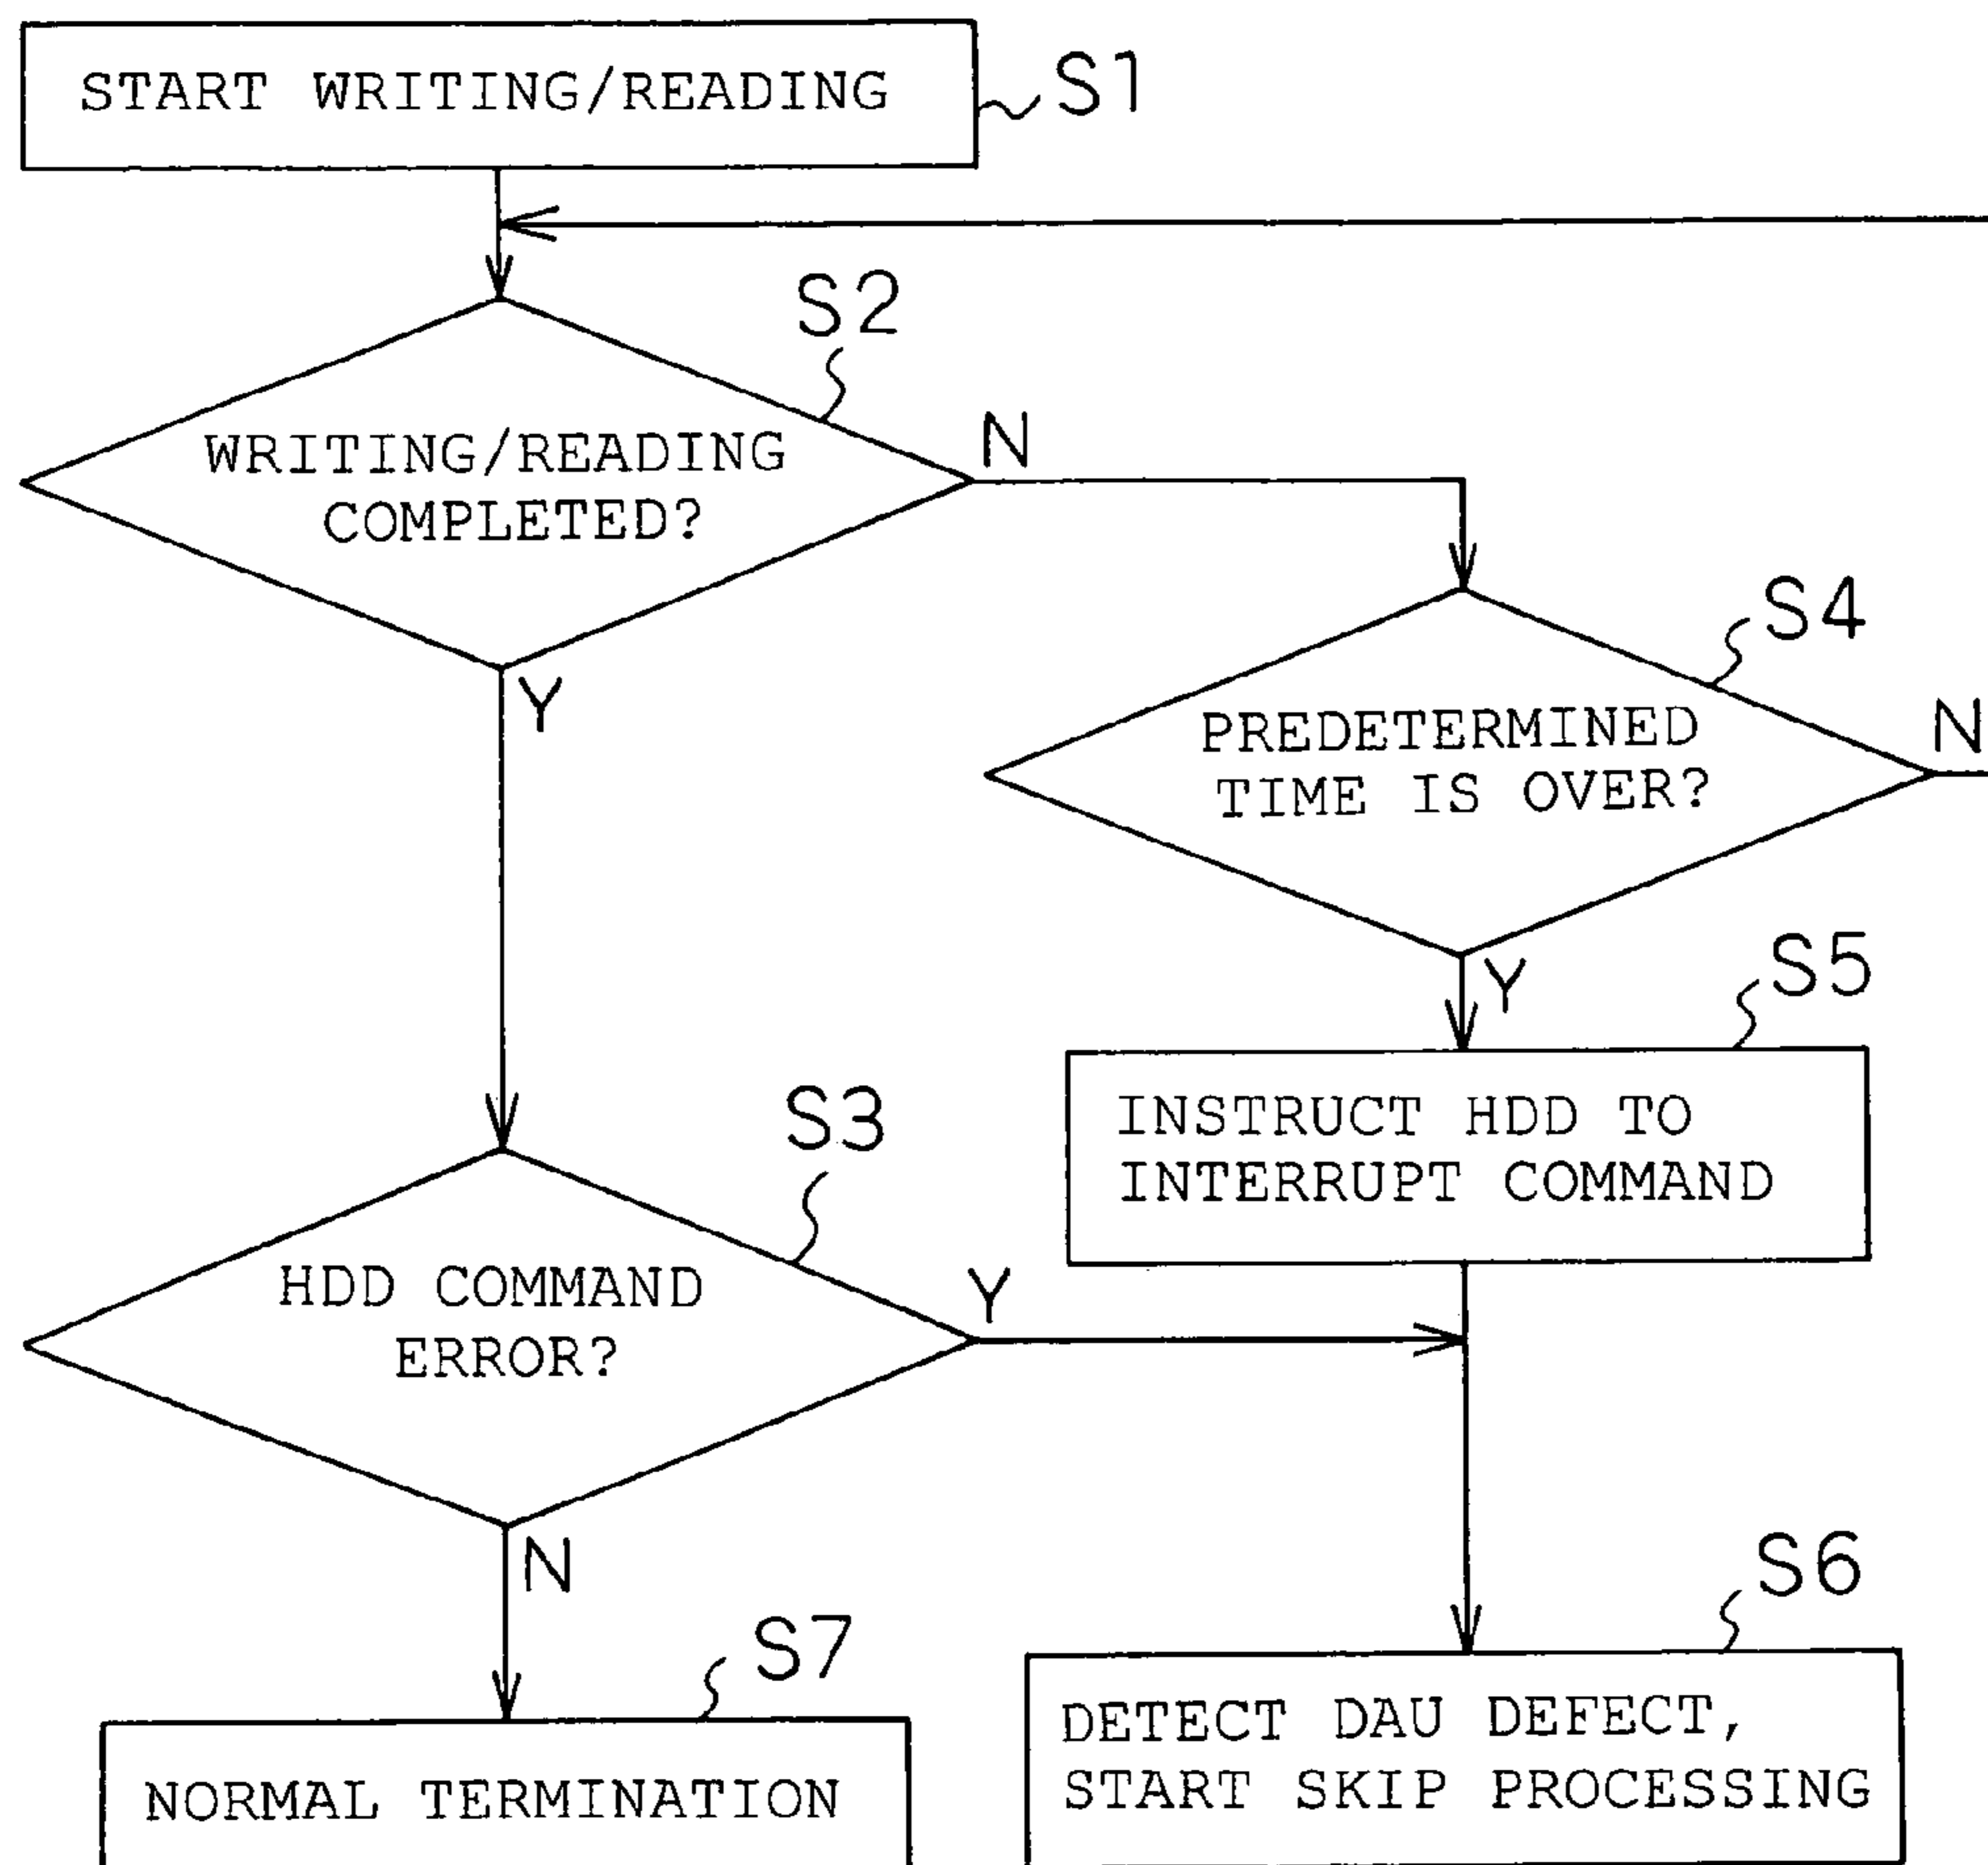 START WRITING/READING
S1
S2
WRITING/READING
COMPLETED?
N
Y
S4
PREDETERMINED
TIME IS OVER?
N
Y
S5
INSTRUCT HDD TO
INTERRUPT COMMAND
S3
HDD COMMAND
ERROR?
Y
N
S6
DETECT DAU DEFECT,
START SKIP PROCESSING
S7
NORMAL TERMINATION